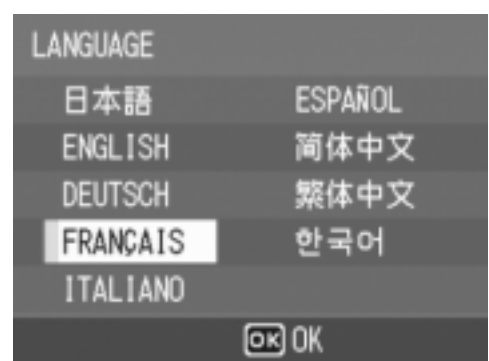 LANGUAGE
日本語 ESPAÑOL
ENGLISH 简体中文
DEUTSCH 繁体中文
FRANÇAIS 한국어
ITALIANO
OK OK